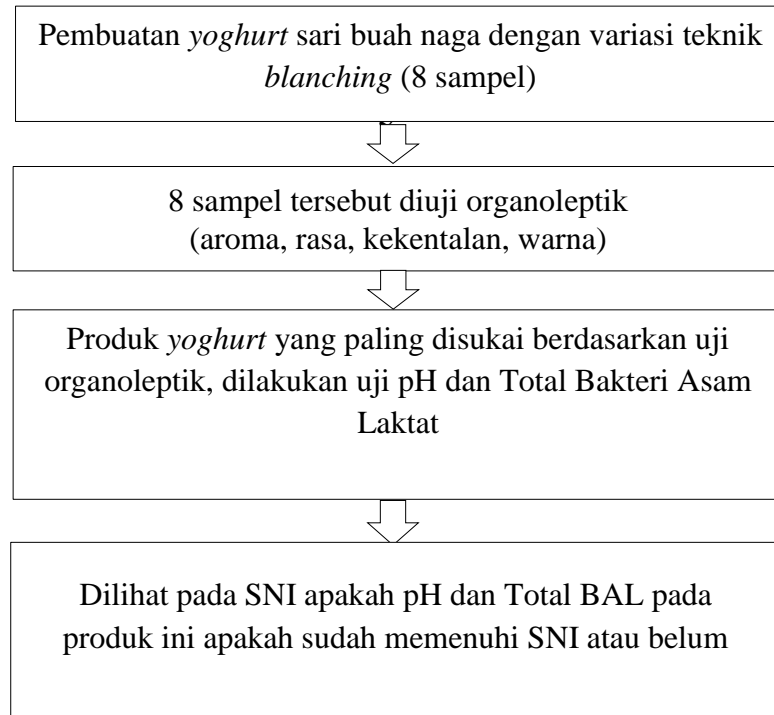 Pembuatan yoghurt sari buah naga dengan variasi teknik
blanching (8 sampel)
8 sampel tersebut diuji organoleptik
(aroma, rasa, kekentalan, warna)
Produk yoghurt yang paling disukai berdasarkan uji
organoleptik, dilakukan uji pH dan Total Bakteri Asam
Laktat
Dilihat pada SNI apakah pH dan Total BAL pada
produk ini apakah sudah memenuhi SNI atau belum